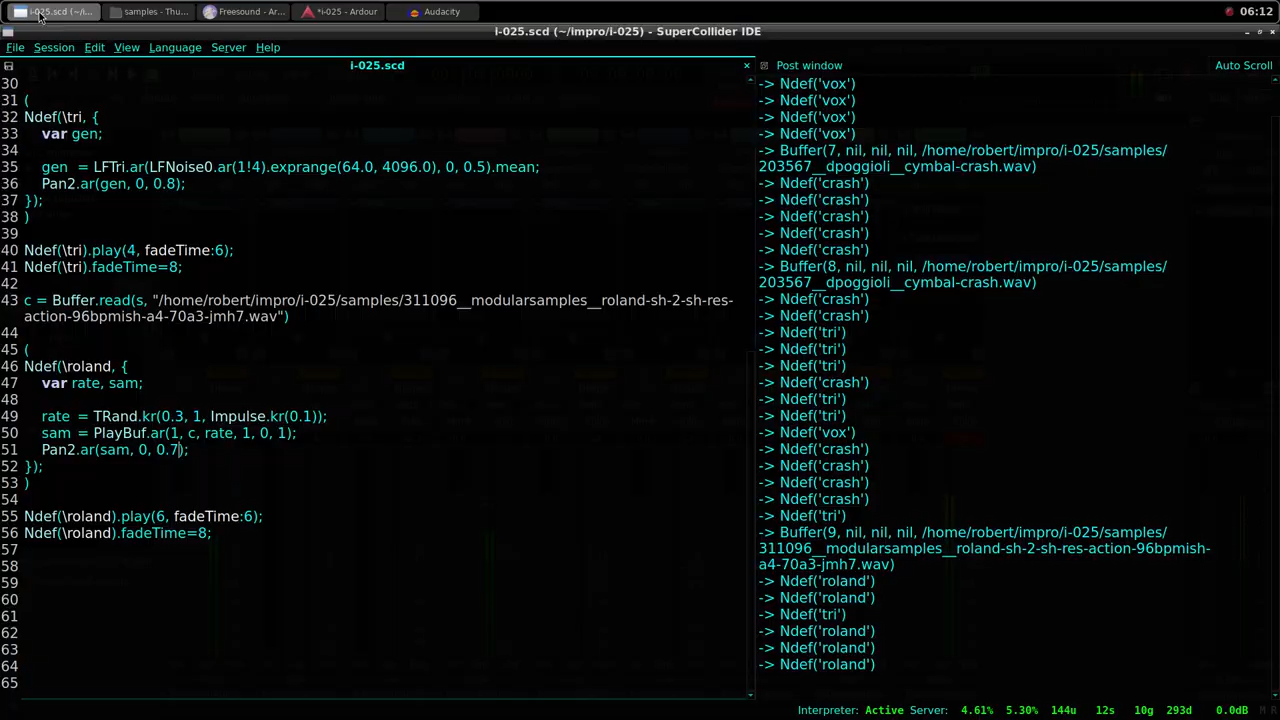 i-025.scd (~/i...
samples - Thu...
Freesound - Ar...
*i-025 - Ardour
Audacity
06:12
i-025.scd (~/impro/i-025) - SuperCollider IDE
File Session Edit View Language Server Help
i-025.scd
Post window
Auto Scroll
30
31 (
32 Ndef(\tri, {
33 var gen;
34
35 gen = LFTri.ar(LFNoise0.ar(1!4).exprange(64.0, 4096.0), 0, 0.5).mean;
36 Pan2.ar(gen, 0, 0.8);
37 });
38 )
39
40 Ndef(\tri).play(4, fadeTime:6);
41 Ndef(\tri).fadeTime=8;
42
43 c = Buffer.read(s, "/home/robert/impro/i-025/samples/311096__modularsamples__roland-sh-2-sh-res-
action-96bpmish-a4-70a3-jmh7.wav")
44
45 (
46 Ndef(\roland, {
47 var rate, sam;
48
49 rate = TRand.kr(0.3, 1, Impulse.kr(0.1));
50 sam = PlayBuf.ar(1, c, rate, 1, 0, 1);
51 Pan2.ar(sam, 0, 0.7);
52 });
53 )
54
55 Ndef(\roland).play(6, fadeTime:6);
56 Ndef(\roland).fadeTime=8;
57
58
59
60
61
62
63
64
65
-> Ndef('vox')
-> Ndef('vox')
-> Ndef('vox')
-> Ndef('vox')
-> Buffer(7, nil, nil, nil, /home/robert/impro/i-025/samples/
203567__dpoggioli__cymbal-crash.wav)
-> Ndef('crash')
-> Ndef('crash')
-> Ndef('crash')
-> Ndef('crash')
-> Ndef('crash')
-> Buffer(8, nil, nil, nil, /home/robert/impro/i-025/samples/
203567__dpoggioli__cymbal-crash.wav)
-> Ndef('crash')
-> Ndef('crash')
-> Ndef('tri')
-> Ndef('tri')
-> Ndef('tri')
-> Ndef('crash')
-> Ndef('tri')
-> Ndef('tri')
-> Ndef('vox')
-> Ndef('crash')
-> Ndef('crash')
-> Ndef('crash')
-> Ndef('crash')
-> Ndef('tri')
-> Buffer(9, nil, nil, nil, /home/robert/impro/i-025/samples/
311096__modularsamples__roland-sh-2-sh-res-action-96bpmish-
a4-70a3-jmh7.wav)
-> Ndef('roland')
-> Ndef('roland')
-> Ndef('tri')
-> Ndef('roland')
-> Ndef('roland')
-> Ndef('roland')
Interpreter: Active Server: 4.61% 5.30% 144u 12s 10g 293d 0.0dB M R